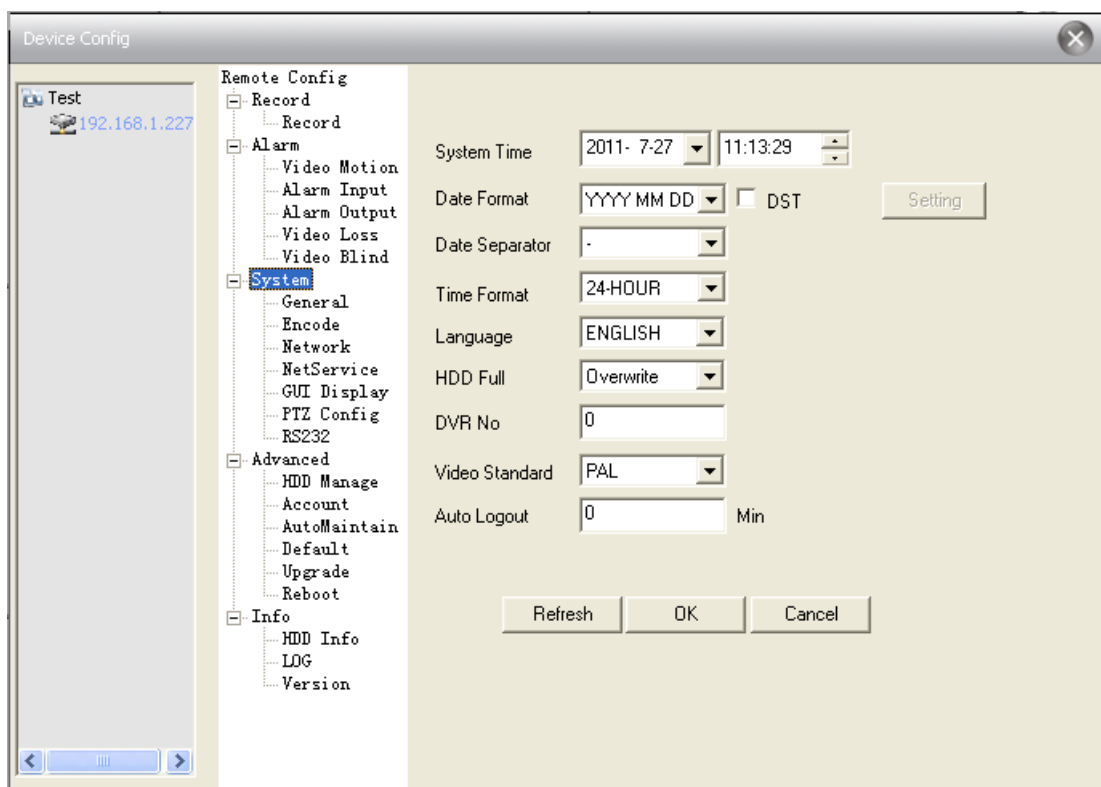 Device Config
Test
192.168.1.227
Remote Config
Record
Record
Alarm
Video Motion
Alarm Input
Alarm Output
Video Loss
Video Blind
System
General
Encode
Network
NetService
GUI Display
PTZ Config
RS232
Advanced
HDD Manage
Account
AutoMaintain
Default
Upgrade
Reboot
Info
HDD Info
LOG
Version
System Time 2011- 7-27 11:13:29
Date Format YYYY MM DD DST Setting
Date Separator -
Time Format 24-HOUR
Language ENGLISH
HDD Full Overwrite
DVR No 0
Video Standard PAL
Auto Logout 0 Min
Refresh OK Cancel